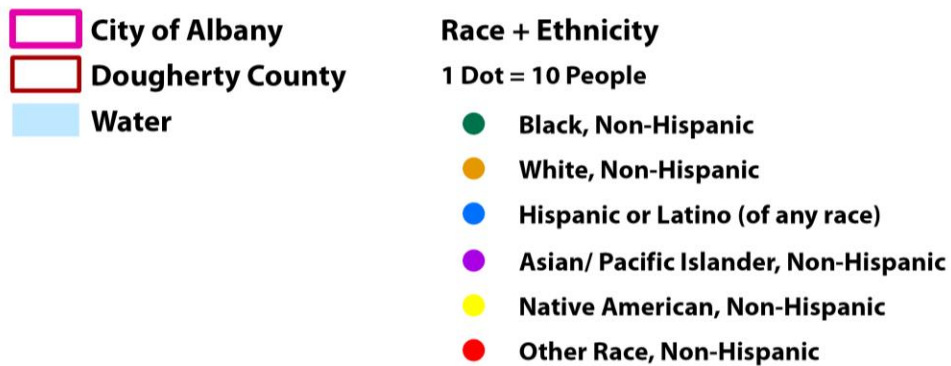 City of Albany
Dougherty County
Water
Race + Ethnicity
1 Dot = 10 People
Black, Non-Hispanic
White, Non-Hispanic
Hispanic or Latino (of any race)
Asian/ Pacific Islander, Non-Hispanic
Native American, Non-Hispanic
Other Race, Non-Hispanic